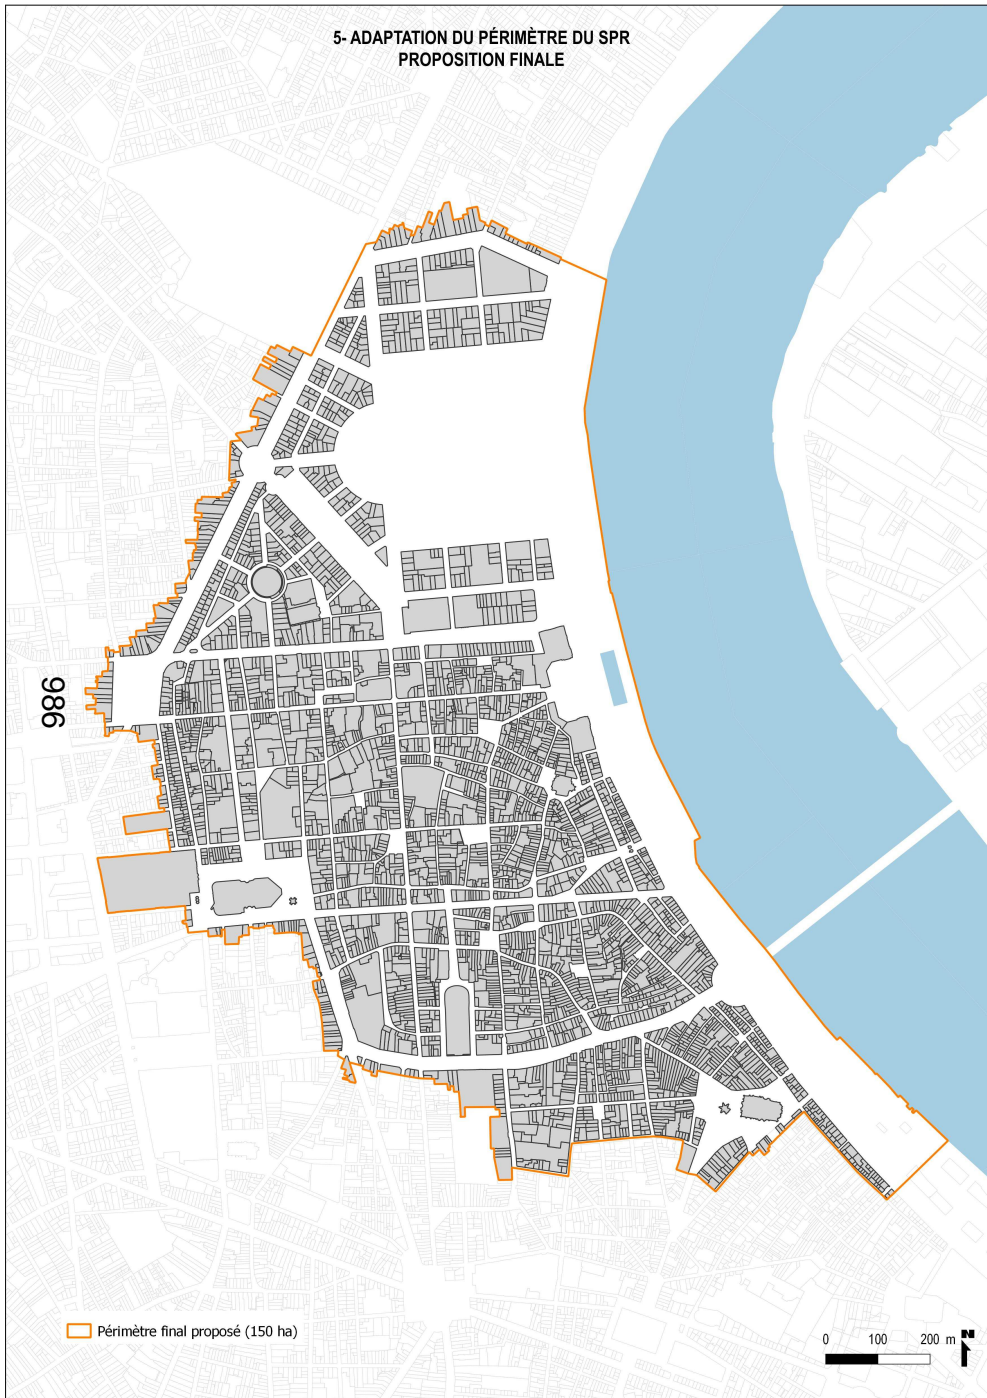 5- ADAPTATION DU PÉRIMÈTRE DU SPR
PROPOSITION FINALE
986
Périmètre final proposé (150 ha)
0 100 200 m
N